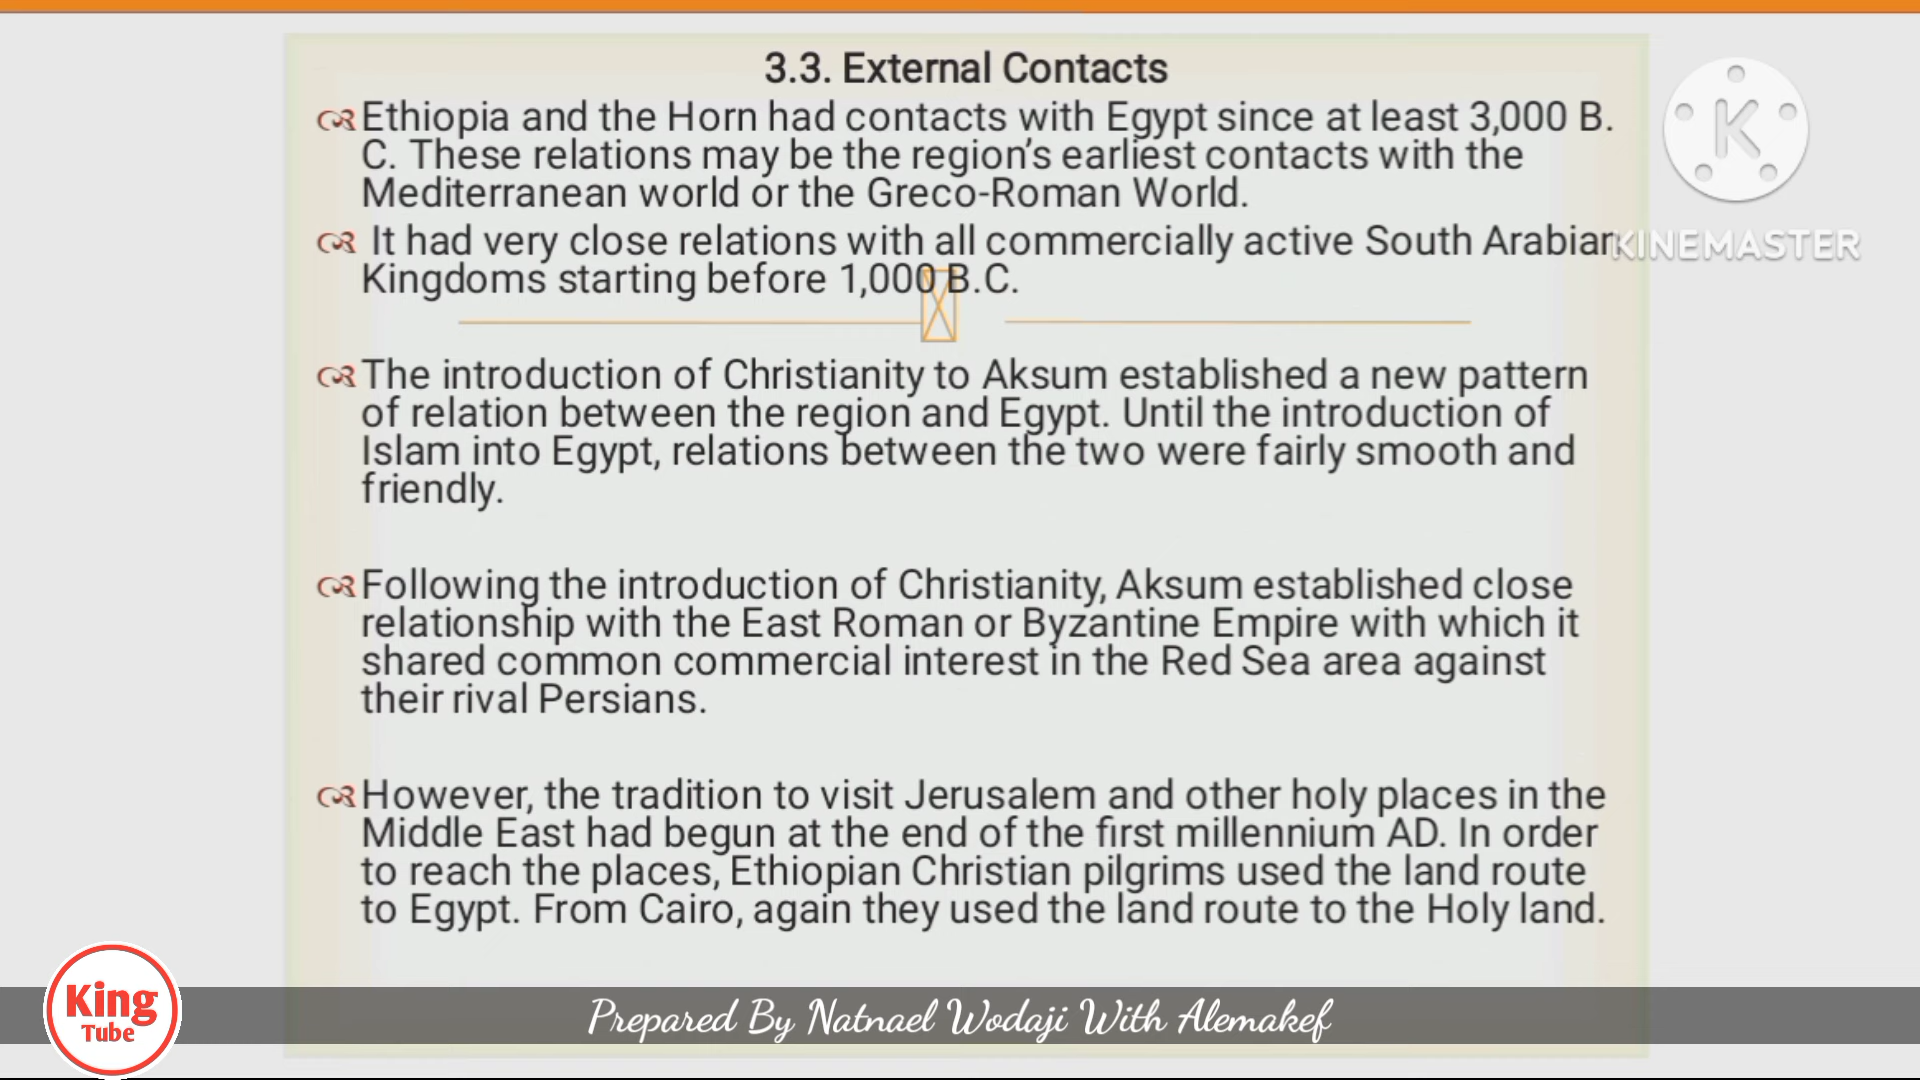 3.3. External Contacts
Ethiopia and the Horn had contacts with Egypt since at least 3,000 B.
C. These relations may be the region's earliest contacts with the
Mediterranean world or the Greco-Roman World.
It had very close relations with all commercially active South Arabian
Kingdoms starting before 1,000 B.C.
The introduction of Christianity to Aksum established a new pattern
of relation between the region and Egypt. Until the introduction of
Islam into Egypt, relations between the two were fairly smooth and
friendly.
Following the introduction of Christianity, Aksum established close
relationship with the East Roman or Byzantine Empire with which it
shared common commercial interest in the Red Sea area against
their rival Persians.
However, the tradition to visit Jerusalem and other holy places in the
Middle East had begun at the end of the first millennium AD. In order
to reach the places, Ethiopian Christian pilgrims used the land route
to Egypt. From Cairo, again they used the land route to the Holy land.
K
KINEMASTER
King
Tube
Prepared By Natnael Wodaji With Alemakef